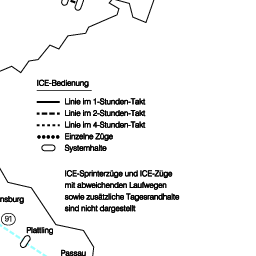 ICE-Bedienung
Linie im 1-Stunden-Takt
Linie im 2-Stunden-Takt
Linie im 4-Stunden-Takt
Einzelne Züge
Systemhalte
ICE-Sprinterzüge und ICE-Züge
mit abweichenden Laufwegen
sowie zusätzliche Tagesrandhalte
sind nicht dargestellt
nsburg
91
Plattling
Passau